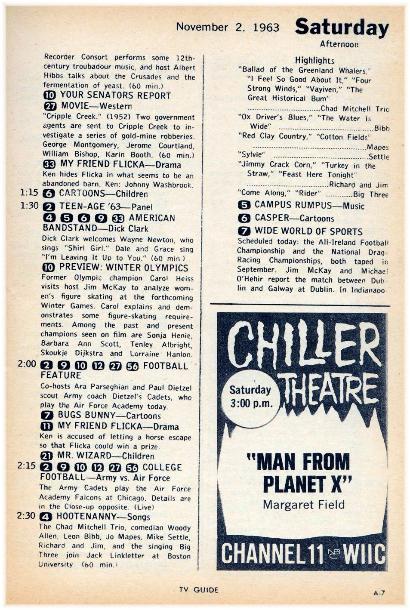 November 2, 1963 Saturday
Afternoon
Recorder Consort performs some 12th-
century troubadour music, and host Albert
Hibbs talks about the Crusades and the
fermentation of yeast. (60 min.)
10 YOUR SENATORS REPORT
27 MOVIE—Western
"Cripple Creek." (1952) Two government
agents are sent to Cripple Creek to in-
vestigate a series of gold-mine robberies.
George Montgomery, Jerome Courtland,
William Bishop, Karin Booth. (60 min.)
33 MY FRIEND FLICKA—Drama
Ken hides Flicka in what seems to be an
abandoned barn. Ken: Johnny Washbrook.
1:15 6 CARTOONS—Children
1:30 2 TEEN-AGE '63—Panel
4 5 6 9 33 AMERICAN
BANDSTAND—Dick Clark
Dick Clark welcomes Wayne Newton, who
sings "Shirl Girl." Dale and Grace sing
"I'm Leaving It Up to You." (60 min.)
10 PREVIEW: WINTER OLYMPICS
Former Olympic champion Carol Heiss
visits host Jim McKay to analyze wom-
en's figure skating at the forthcoming
Winter Games. Carol explains and dem-
onstrates some figure-skating require-
ments. Among the past and present
champions seen on film are Sonja Henie,
Barbara Ann Scott, Tenley Albright,
Skoukje Dijkstra and Lorraine Hanlon.
2:00 2 9 10 12 27 56 FOOTBALL
FEATURE
Co-hosts Ara Parseghian and Paul Dietzel
scout Army coach Dietzel's Cadets, who
play the Air Force Academy today.
7 BUGS BUNNY—Cartoons
11 MY FRIEND FLICKA—Drama
Ken is accused of letting a horse escape
so that Flicka could win a prize.
21 MR. WIZARD—Children
2:15 2 9 10 12 27 56 COLLEGE
FOOTBALL—Army vs. Air Force
The Army Cadets play the Air Force
Academy Falcons at Chicago. Details are
in the Close-up opposite. (Live)
2:30 4 HOOTENANNY—Songs
The Chad Mitchell Trio, comedian Woody
Allen, Leon Bibb, Jo Mapes, Mike Settle,
Richard and Jim, and the singing Big
Three join Jack Linkletter at Boston
University. (60 min.)
Highlights
"Ballad of the Greenland Whalers,"
"I Feel So Good About It," "Four
Strong Winds," "Vayiven," "The
Great Historical Bum"
Chad Mitchell Trio
"Ox Driver's Blues," "The Water is
Wide" Bibb
"Red Clay Country," "Cotton Fields"
Mapes
"Sylvie" Settle
"Jimmy Crack Corn," "Turkey in the
Straw," "Feast Here Tonight"
Richard and Jim
"Come Along," "Rider" Big Three
5 CAMPUS RUMPUS—Music
6 CASPER—Cartoons
7 WIDE WORLD OF SPORTS
Scheduled today: the All-Ireland Football
Championship and the National Drag-
Racing Championships, both taped in
September. Jim McKay and Michael
O'Hehir report the match between Dub-
lin and Galway at Dublin. In Indianapo-
CHILLER
THEATRE
Saturday
3:00 p.m.
"MAN FROM
PLANET X"
Margaret Field
CHANNEL 11 NBC WIIC
TV GUIDE
A-7